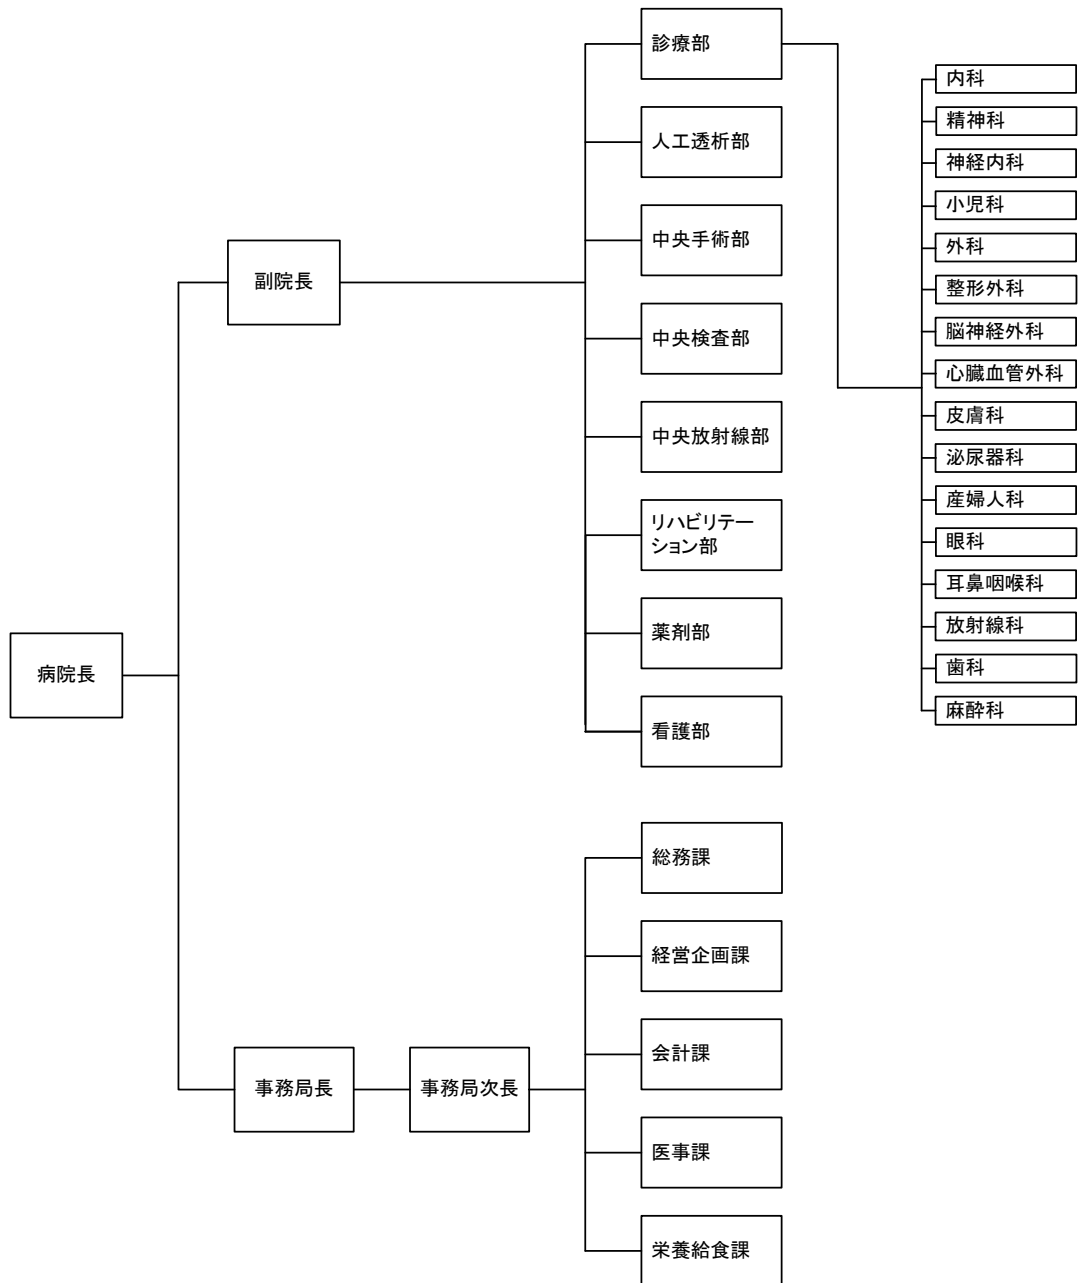 病院長
副院長
診療部
人工透析部
中央手術部
中央検査部
中央放射線部
リハビリテー
ション部
薬剤部
看護部
内科
精神科
神経内科
小児科
外科
整形外科
脳神経外科
心臓血管外科
皮膚科
泌尿器科
産婦人科
眼科
耳鼻咽喉科
放射線科
歯科
麻酔科
事務局長
事務局次長
総務課
経営企画課
会計課
医事課
栄養給食課